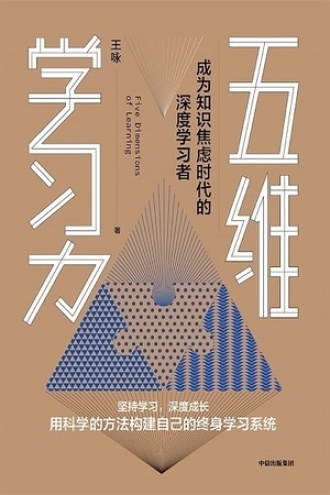 五维
学习力
成为知识焦虑时代的
深度学习者
Five Dimensions
of Learning
王咏
著
坚持学习，深度成长
用科学的方法构建自己的终身学习系统
中信出版集团